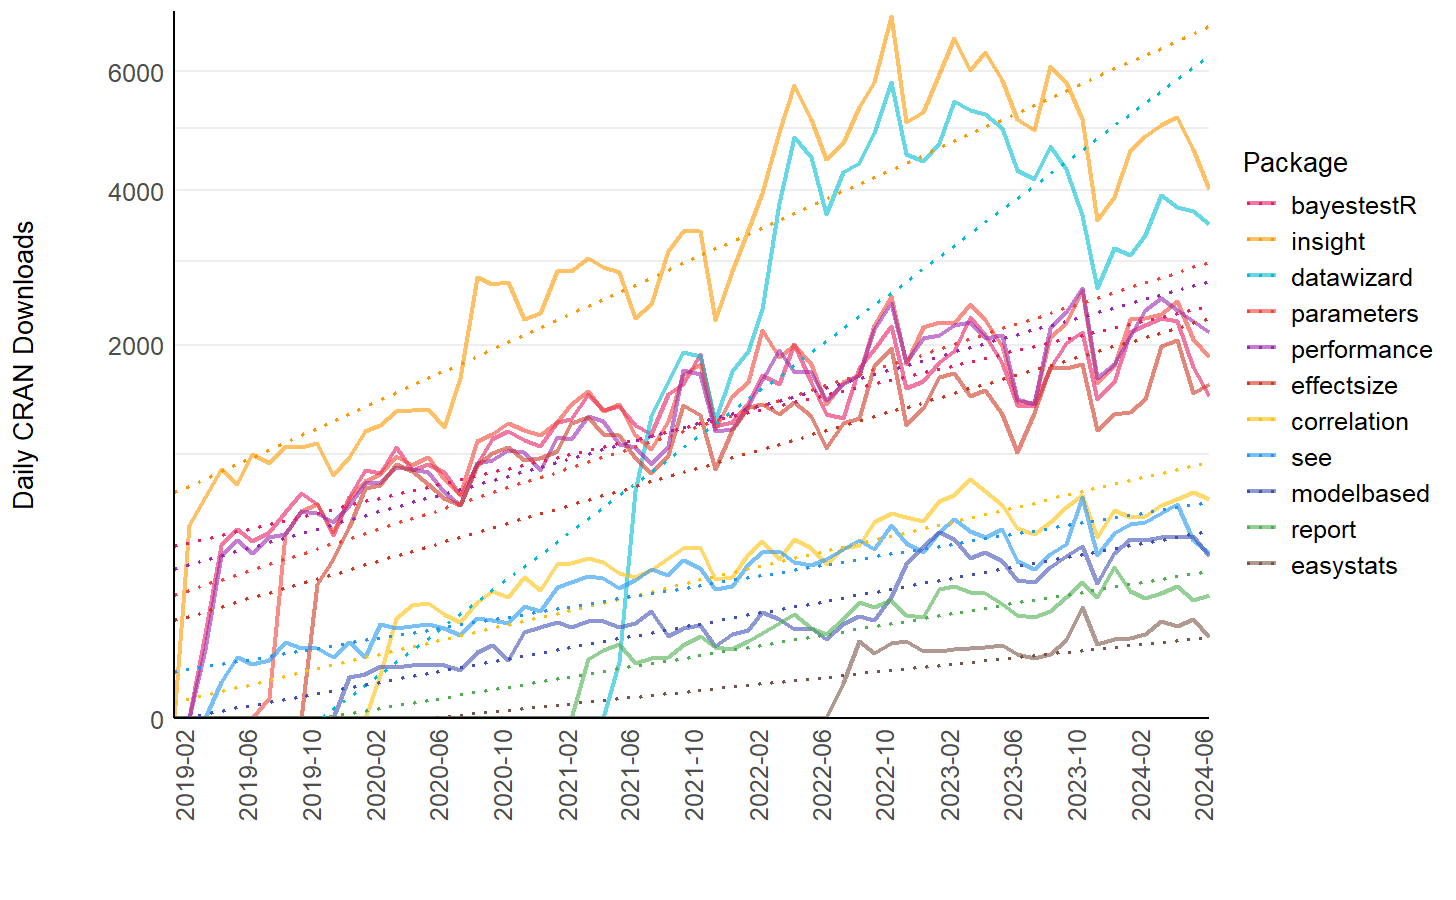 Daily CRAN Downloads
6000
4000
2000
0
2019-02
2019-06
2019-10
2020-02
2020-06
2020-10
2021-02
2021-06
2021-10
2022-02
2022-06
2022-10
2023-02
2023-06
2023-10
2024-02
2024-06
Package
bayestestR
insight
datawizard
parameters
performance
effectsize
correlation
see
modelbased
report
easystats